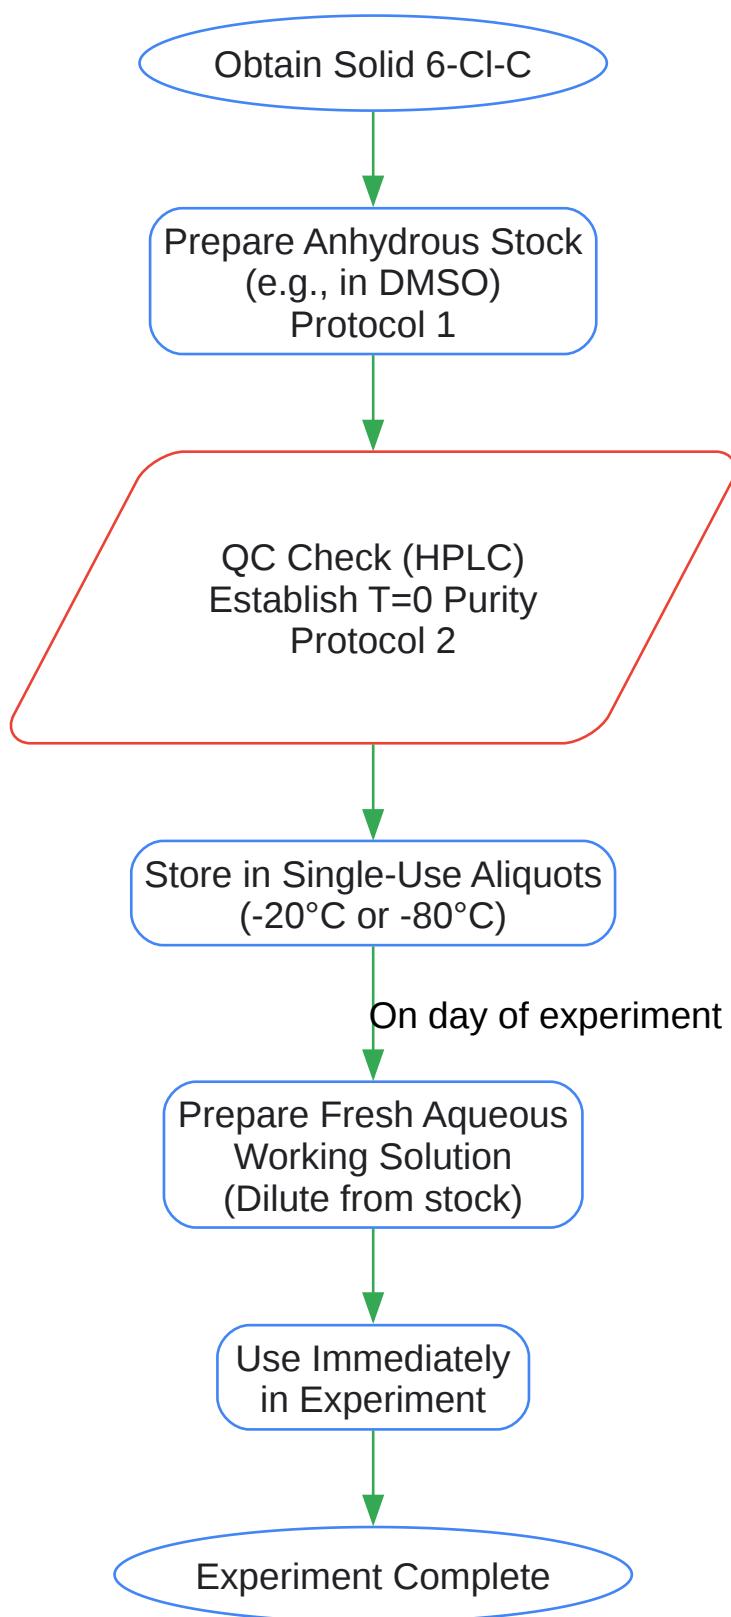 Obtain Solid 6-Cl-C
Prepare Anhydrous Stock
(e.g., in DMSO)
Protocol 1
QC Check (HPLC)
Establish T=0 Purity
Protocol 2
Store in Single-Use Aliquots
(-20°C or -80°C)
On day of experiment
Prepare Fresh Aqueous
Working Solution
(Dilute from stock)
Use Immediately
in Experiment
Experiment Complete